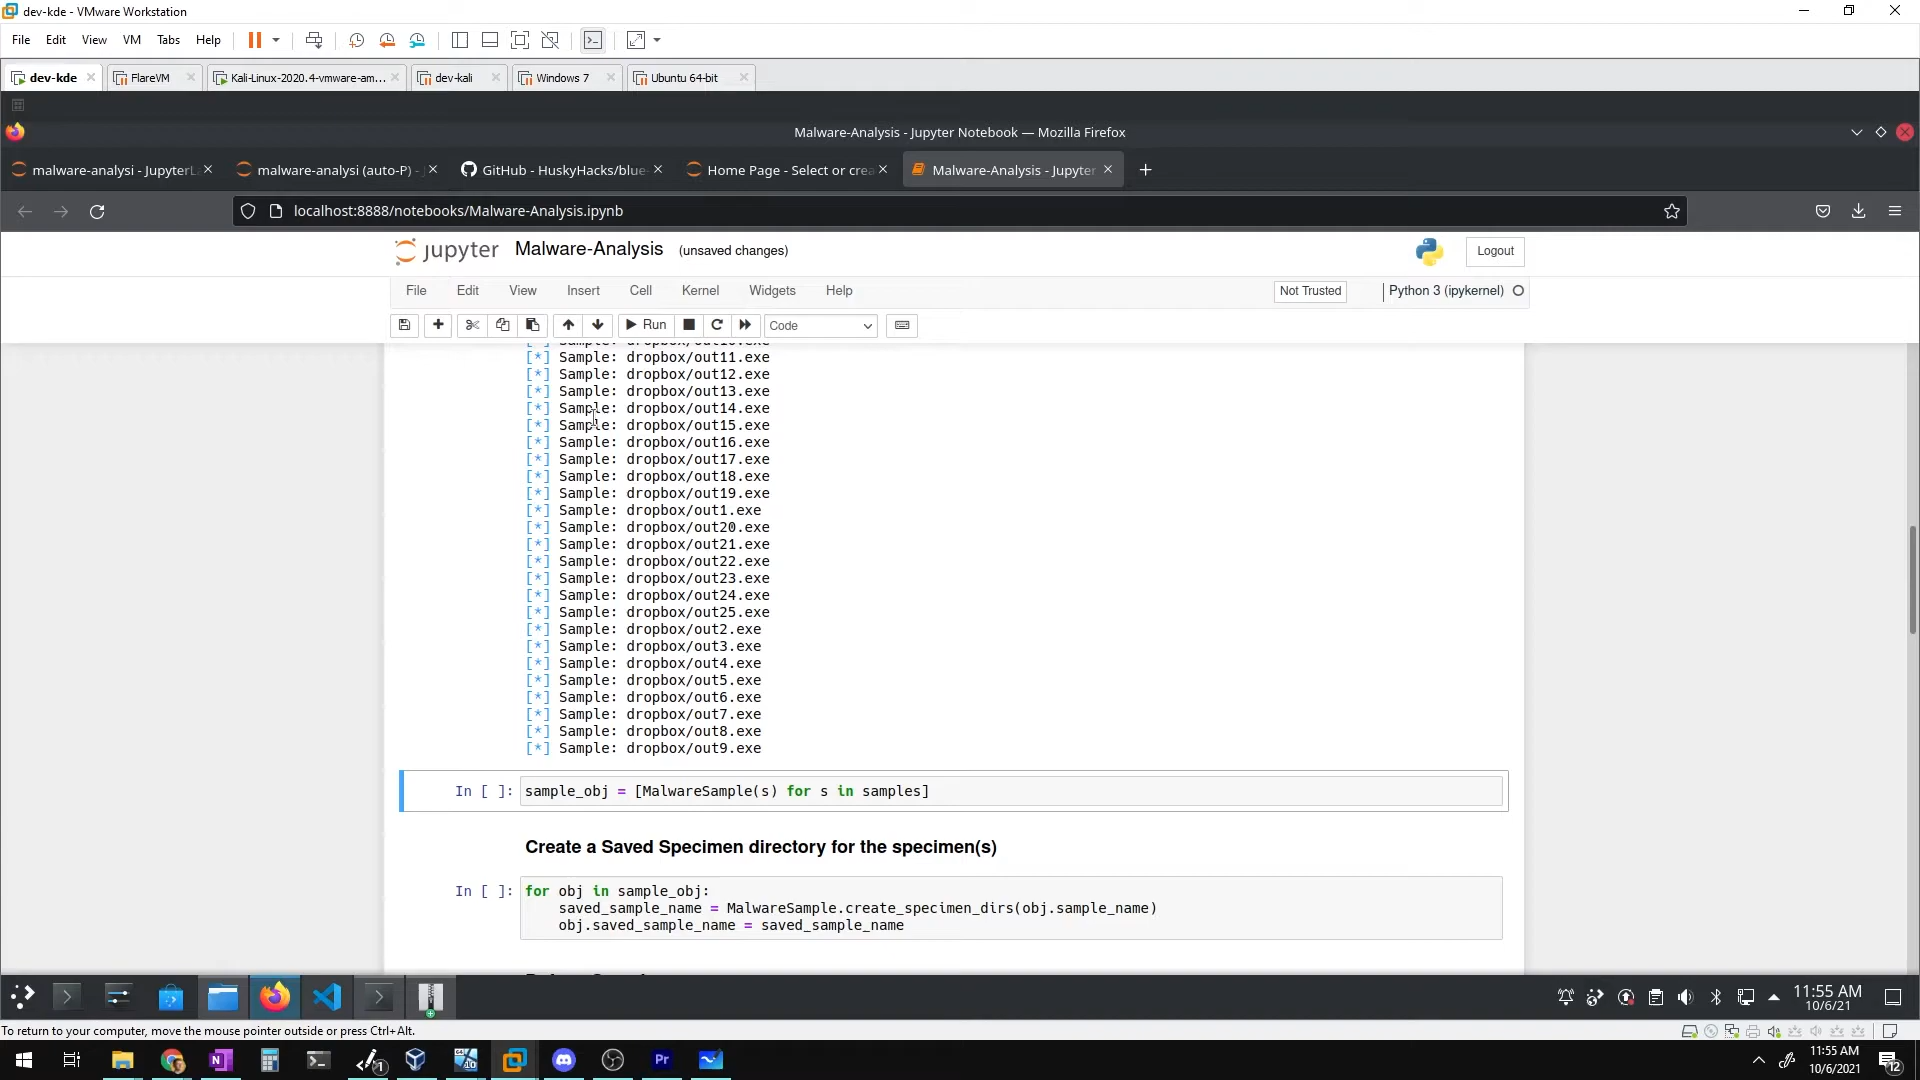 dev-kde - VMware Workstation
File Edit View VM Tabs Help
dev-kde FlareVM Kali-Linux-2020.4-vmware-am... dev-kali Windows 7 Ubuntu 64-bit
Malware-Analysis - Jupyter Notebook — Mozilla Firefox
malware-analysi - JupyterL malware-analysi (auto-P) - GitHub - HuskyHacks/blue- Home Page - Select or crea Malware-Analysis - Jupyter
localhost:8888/notebooks/Malware-Analysis.ipynb
jupyter Malware-Analysis (unsaved changes) Logout
File Edit View Insert Cell Kernel Widgets Help Not Trusted Python 3 (ipykernel)
Run Code
[*] Sample: dropbox/out10.exe
[*] Sample: dropbox/out11.exe
[*] Sample: dropbox/out12.exe
[*] Sample: dropbox/out13.exe
[*] Sample: dropbox/out14.exe
[*] Sample: dropbox/out15.exe
[*] Sample: dropbox/out16.exe
[*] Sample: dropbox/out17.exe
[*] Sample: dropbox/out18.exe
[*] Sample: dropbox/out19.exe
[*] Sample: dropbox/out1.exe
[*] Sample: dropbox/out20.exe
[*] Sample: dropbox/out21.exe
[*] Sample: dropbox/out22.exe
[*] Sample: dropbox/out23.exe
[*] Sample: dropbox/out24.exe
[*] Sample: dropbox/out25.exe
[*] Sample: dropbox/out2.exe
[*] Sample: dropbox/out3.exe
[*] Sample: dropbox/out4.exe
[*] Sample: dropbox/out5.exe
[*] Sample: dropbox/out6.exe
[*] Sample: dropbox/out7.exe
[*] Sample: dropbox/out8.exe
[*] Sample: dropbox/out9.exe
In [ ]: sample_obj = [MalwareSample(s) for s in samples]
Create a Saved Specimen directory for the specimen(s)
In [ ]: for obj in sample_obj:
saved_sample_name = MalwareSample.create_specimen_dirs(obj.sample_name)
obj.saved_sample_name = saved_sample_name
11:55 AM
10/6/21
To return to your computer, move the mouse pointer outside or press Ctrl+Alt.
11:55 AM
10/6/2021